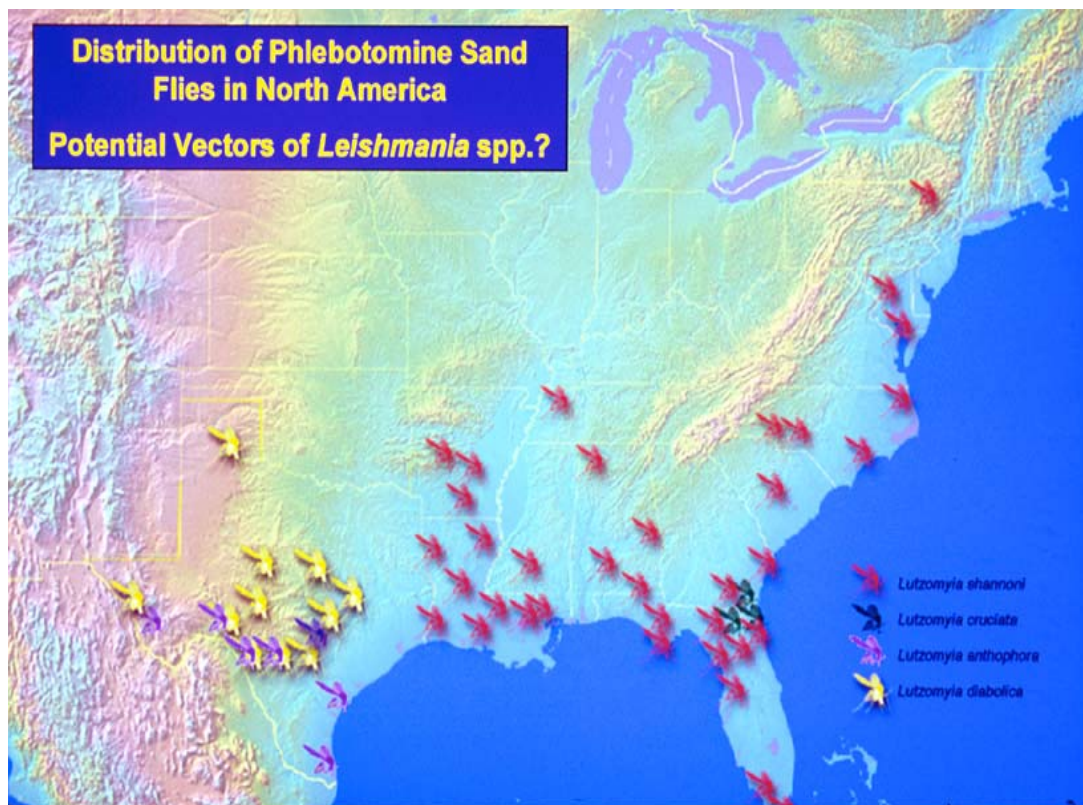 Distribution of Phlebotomine Sand
Flies in North America
Potential Vectors of Leishmania spp.?
Lutzomyia shannoni
Lutzomyia cruciata
Lutzomyia anthophora
Lutzomyia diabolica